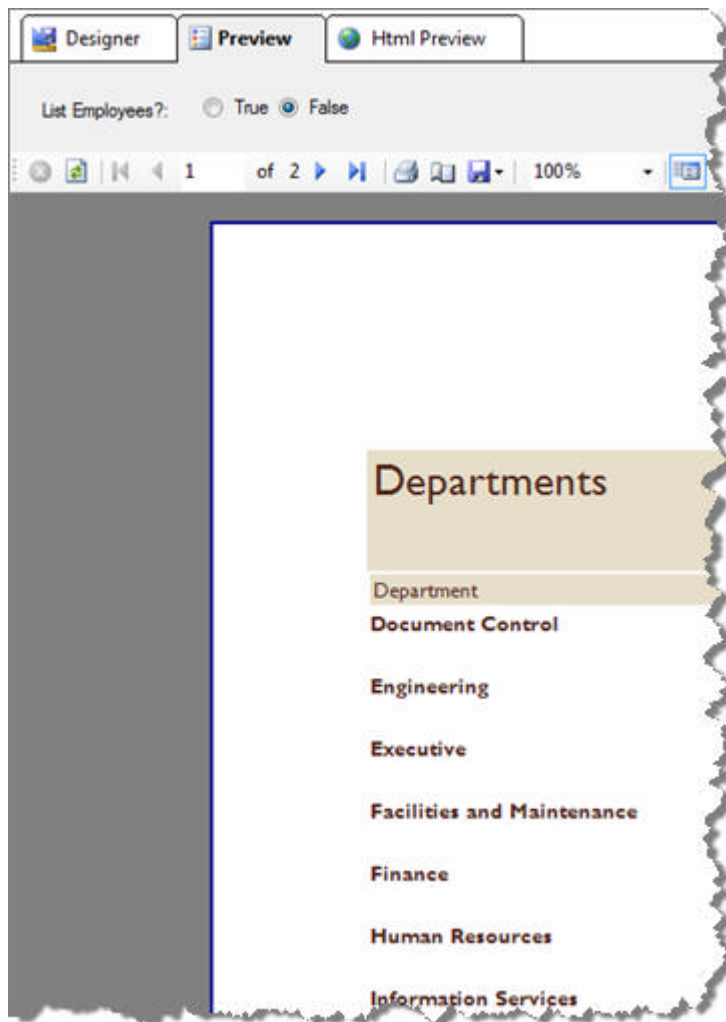 Designer Preview Html Preview
List Employees?: True False
1 of 2 100%
Departments
Department
Document Control
Engineering
Executive
Facilities and Maintenance
Finance
Human Resources
Information Services